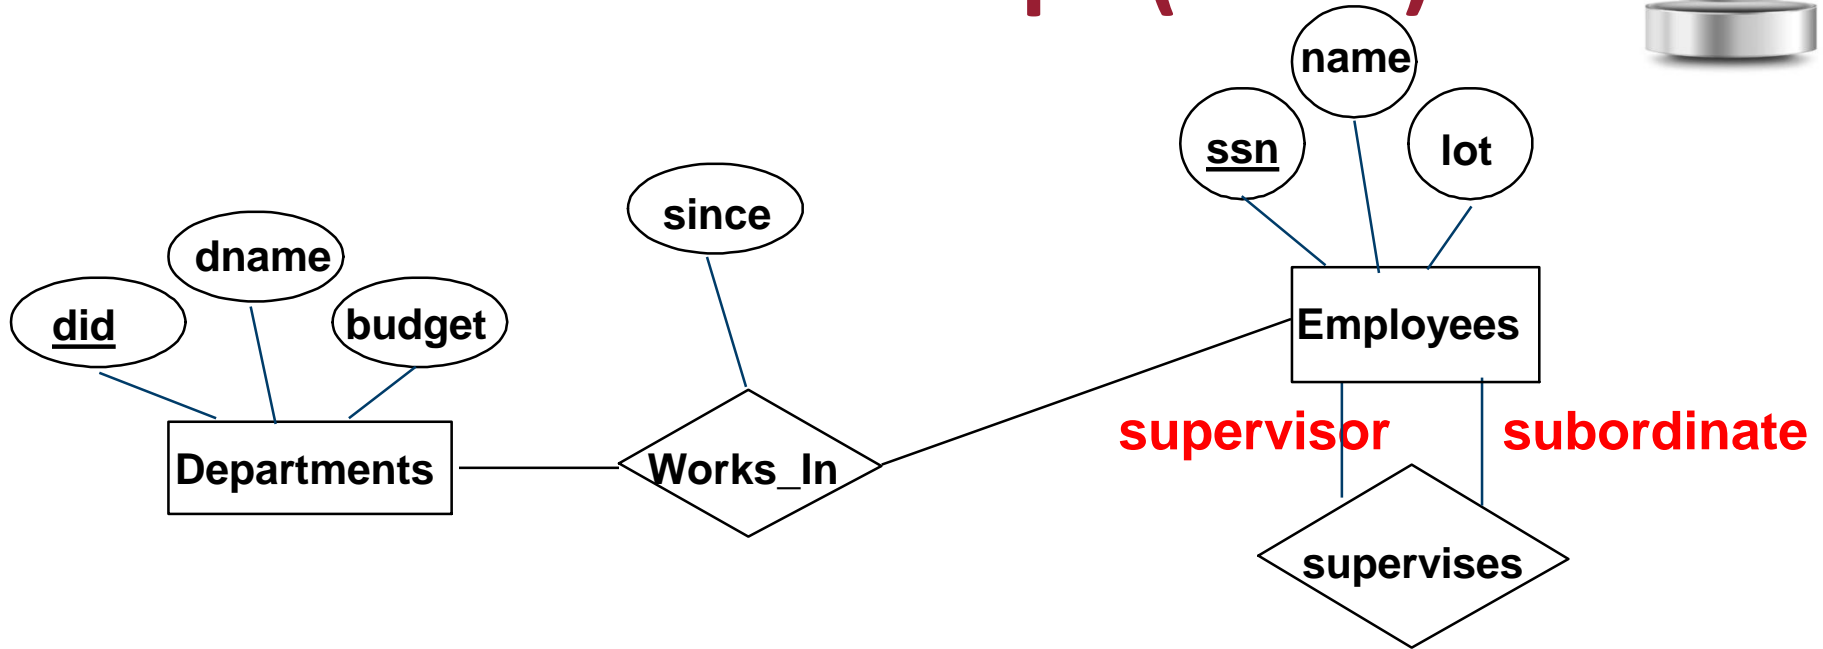 name
ssn
lot
since
dname
did
budget
Employees
supervisor
subordinate
Departments
Works_In
supervises